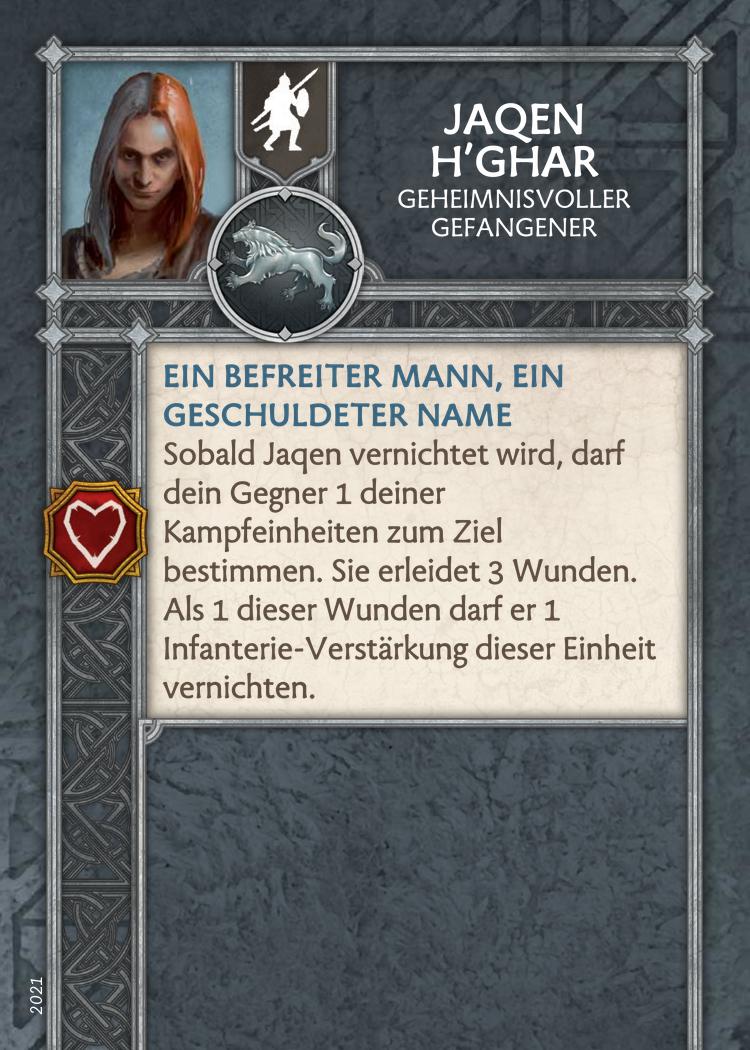 JAQEN
H'GHAR
GEHEIMNISVOLLER
GEFANGENER
EIN BEFREITER MANN, EIN
GESCHULDETER NAME
Sobald Jaqen vernichtet wird, darf
dein Gegner 1 deiner
Kampfeinheiten zum Ziel
bestimmen. Sie erleidet 3 Wunden.
Als 1 dieser Wunden darf er 1
Infanterie-Verstärkung dieser Einheit
vernichten.
2021